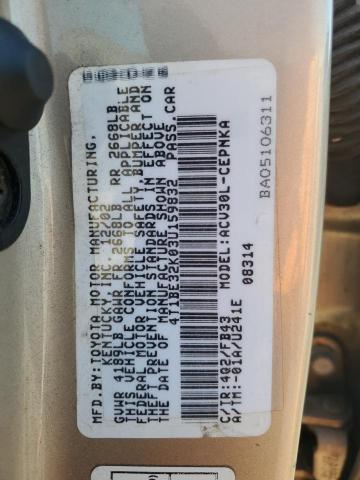 MFD.BY:TOYOTA MOTOR MANUFACTURING,
KENTUCKY,INC. 12/02
GVWR 4187LB GAWR FR 2668LB RR 2668LB
THIS VEHICLE CONFORMS TO ALL APPLICABLE
FEDERAL MOTOR VEHICLE SAFETY, BUMPER AND
THEFT PREVENTION STANDARDS IN EFFECT ON
THE DATE OF MANUFACTURE SHOWN ABOVE
4T1BE32K03U159832 PASS.CAR
MODEL:ACV30L-CEPNKA
08314
C/TR:4Q2/FB43
A/TM:-01A/U241E
BA05106311